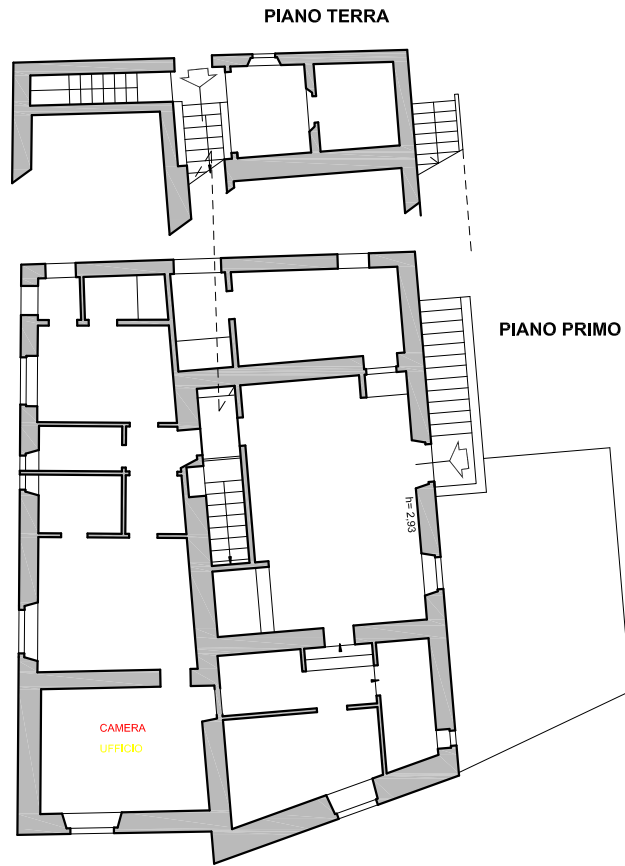 PIANO TERRA
PIANO PRIMO
h= 2.93
CAMERA
UFFICIO